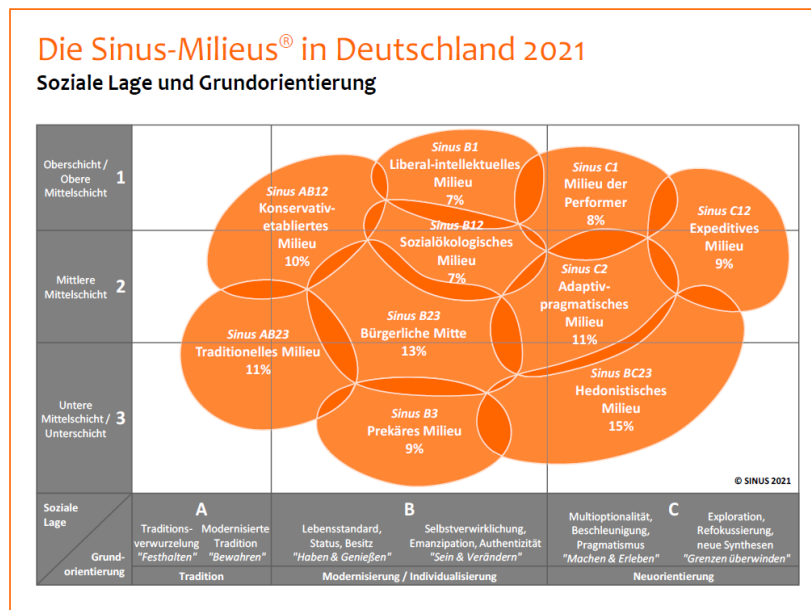 Die Sinus-Milieus® in Deutschland 2021
Soziale Lage und Grundorientierung
Oberschicht /
Obere
Mittelschicht
1
Mittlere
Mittelschicht
2
Untere
Mittelschicht /
Unterschicht
3
Sinus B1
Liberal-intellektuelles
Milieu
7%
Sinus C1
Milieu der
Performer
8%
Sinus AB12
Konservativ-
etabliertes
Milieu
10%
Sinus C12
Expeditives
Milieu
9%
Sinus B12
Sozialökologisches
Milieu
7%
Sinus C2
Adaptiv-
pragmatisches
Milieu
11%
Sinus AB23
Traditionelles Milieu
11%
Sinus B23
Bürgerliche Mitte
13%
Sinus BC23
Hedonistisches
Milieu
15%
Sinus B3
Prekäres Milieu
9%
© SINUS 2021
Soziale
Lage
Grund-
orientierung
A
Traditions-
verwurzelung
"Festhalten"
Modernisierte
Tradition
"Bewahren"
Tradition
B
Lebensstandard,
Status, Besitz
"Haben & Genießen"
Selbstverwirklichung,
Emanzipation, Authentizität
"Sein & Verändern"
Modernisierung / Individualisierung
C
Multioptionalität,
Beschleunigung,
Pragmatismus
"Machen & Erleben"
Exploration,
Refokussierung,
neue Synthesen
"Grenzen überwinden"
Neuorientierung